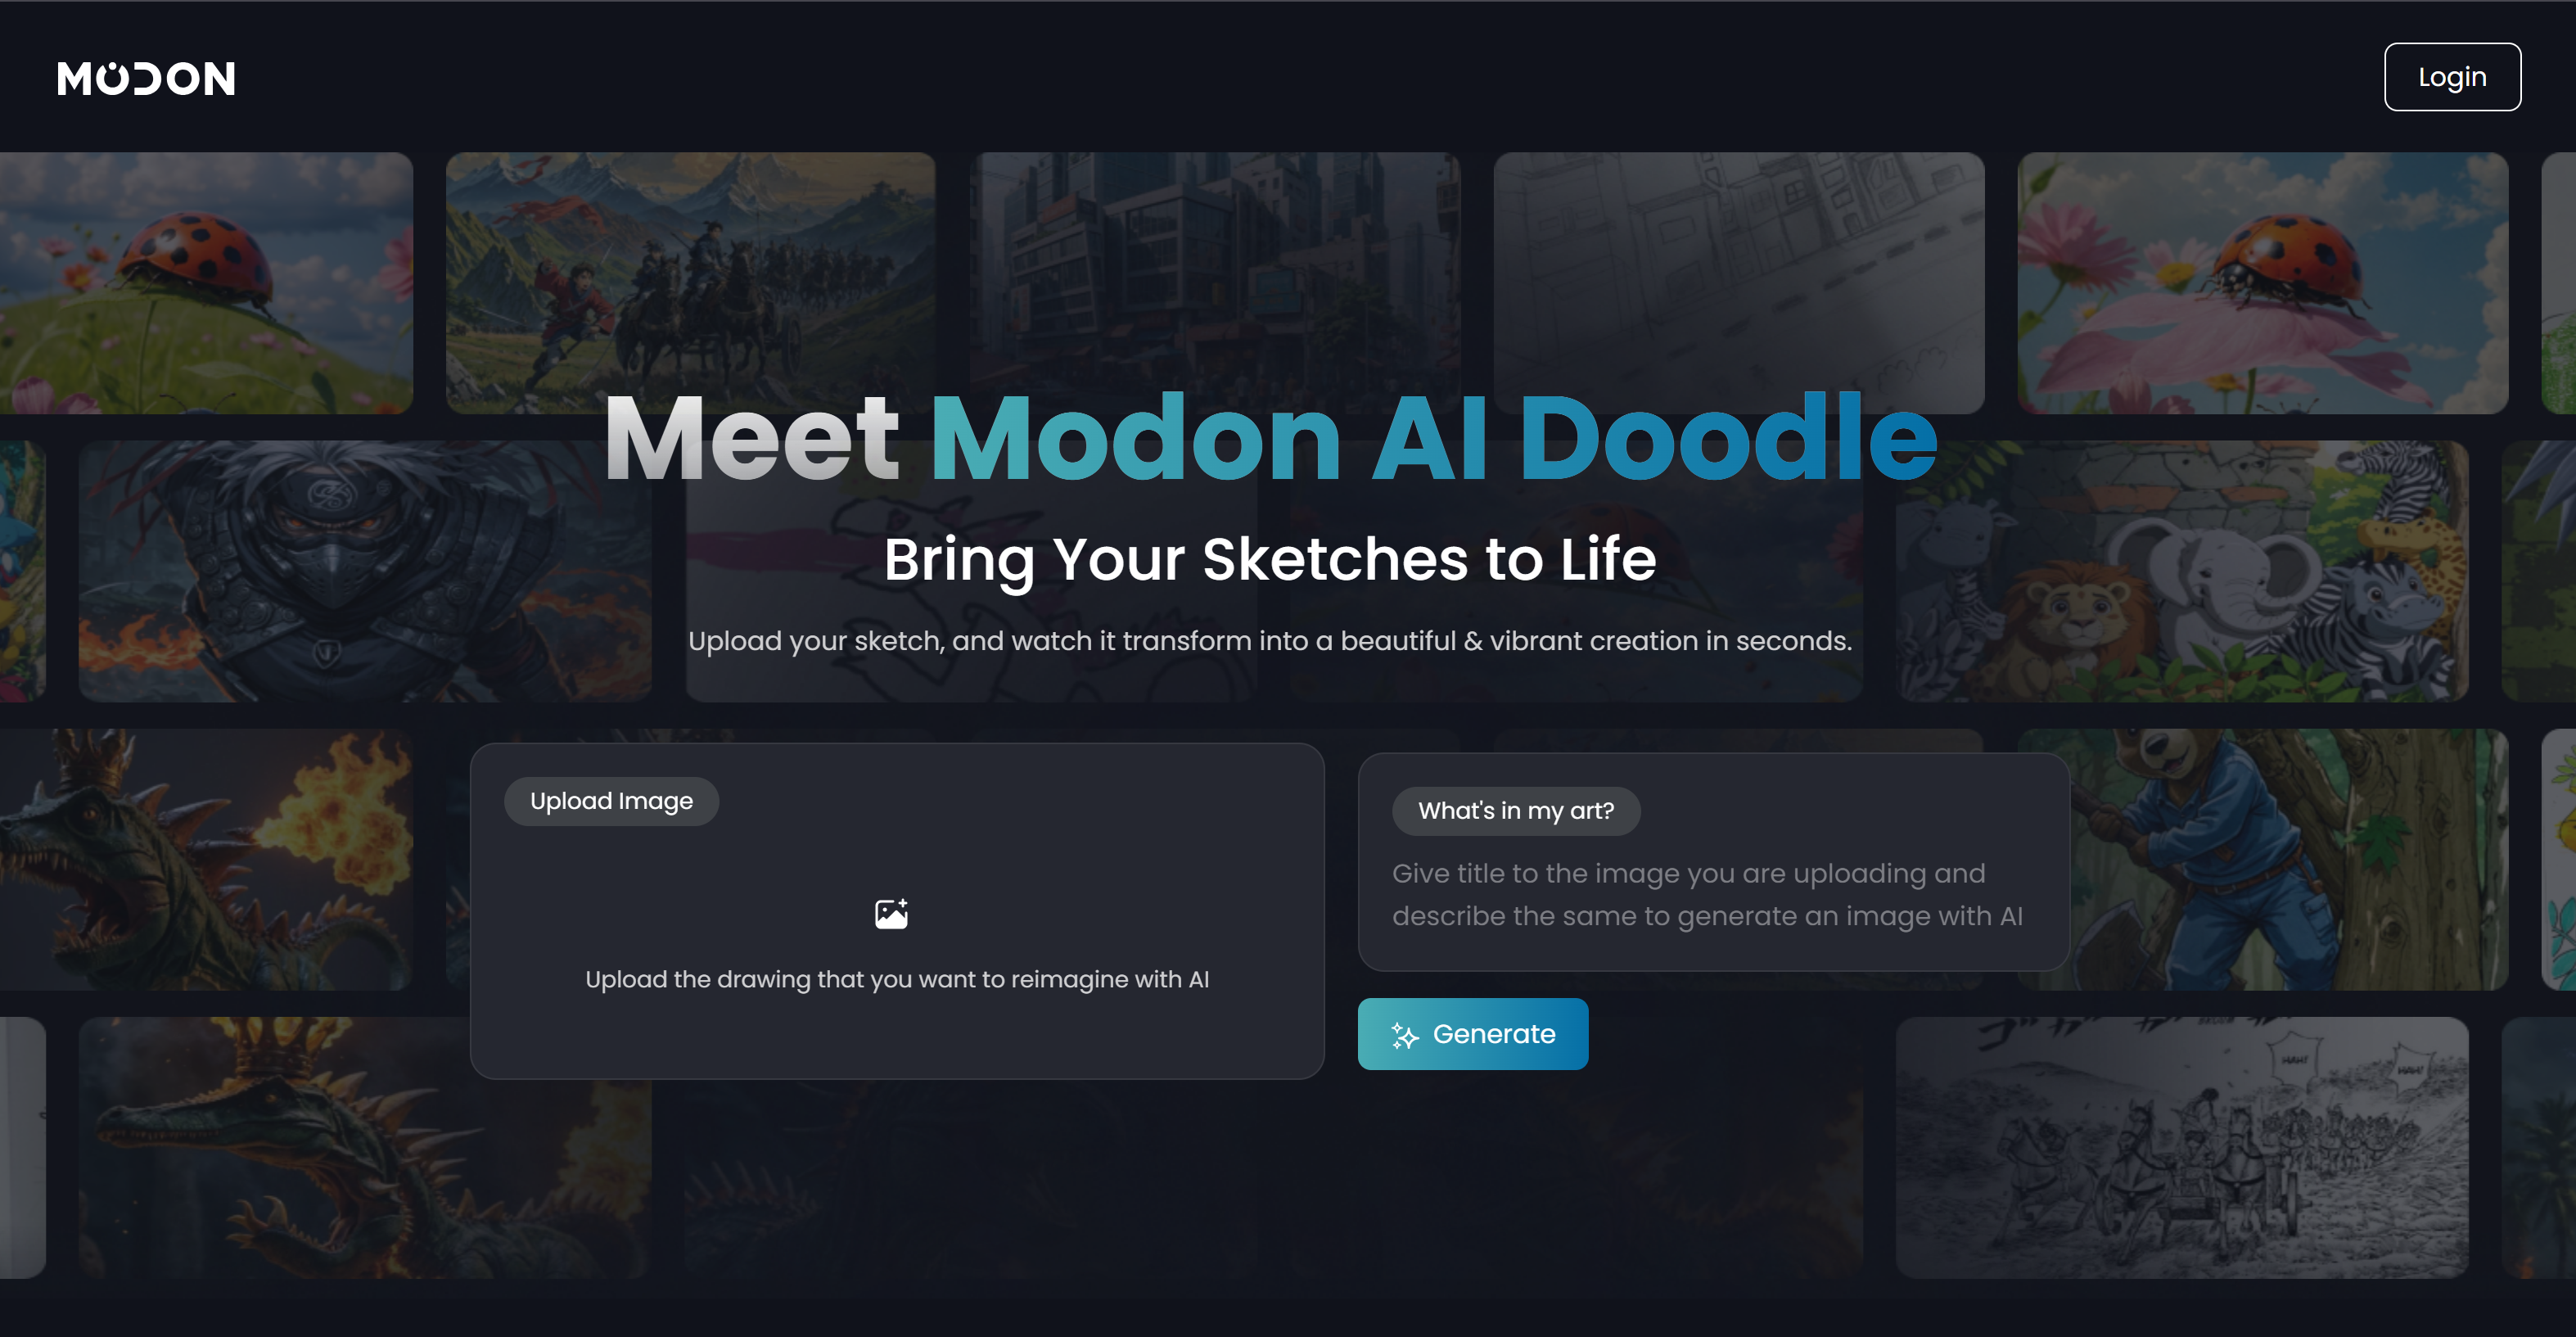 MODON
Login
Meet Modon AI Doodle
Bring Your Sketches to Life
Upload your sketch, and watch it transform into a beautiful & vibrant creation in seconds.
Upload Image
Upload the drawing that you want to reimagine with AI
What's in my art?
Give title to the image you are uploading and
describe the same to generate an image with AI
Generate
HAH!
HAH!